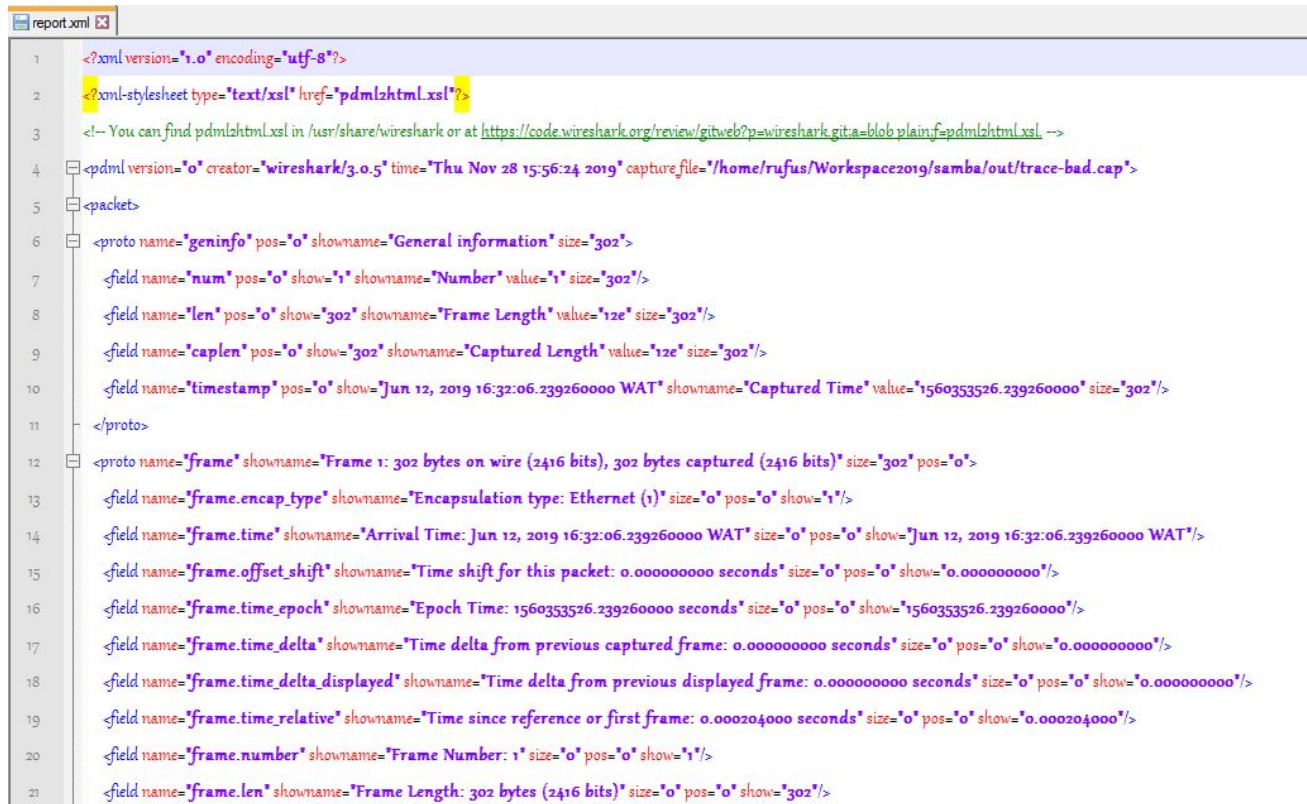 report.xml
1 <?xml version="1.0" encoding="utf-8"?>
2 <?xml-stylesheet type="text/xsl" href="pdml2html.xsl"?>
3 <!-- You can find pdml2html.xsl in /usr/share/wireshark or at https://code.wireshark.org/review/gitweb?p=wireshark.git;a=blob_plain;f=pdml2html.xsl. -->
4 <pdml version="0" creator="wireshark/3.0.5" time="Thu Nov 28 15:56:24 2019" capture_file="/home/rufus/Workspace2019/samba/out/trace-bad.cap">
5 <packet>
6 <proto name="geninfo" pos="0" showname="General information" size="302">
7 <field name="num" pos="0" show="1" showname="Number" value="1" size="302"/>
8 <field name="len" pos="0" show="302" showname="Frame Length" value="12e" size="302"/>
9 <field name="caplen" pos="0" show="302" showname="Captured Length" value="12e" size="302"/>
10 <field name="timestamp" pos="0" show="Jun 12, 2019 16:32:06.239260000 WAT" showname="Captured Time" value="1560353526.239260000" size="302"/>
11 </proto>
12 <proto name="frame" showname="Frame 1: 302 bytes on wire (2416 bits), 302 bytes captured (2416 bits)" size="302" pos="0">
13 <field name="frame.encap_type" showname="Encapsulation type: Ethernet (1)" size="0" pos="0" show="1"/>
14 <field name="frame.time" showname="Arrival Time: Jun 12, 2019 16:32:06.239260000 WAT" size="0" pos="0" show="Jun 12, 2019 16:32:06.239260000 WAT"/>
15 <field name="frame.offset_shift" showname="Time shift for this packet: 0.000000000 seconds" size="0" pos="0" show="0.000000000"/>
16 <field name="frame.time_epoch" showname="Epoch Time: 1560353526.239260000 seconds" size="0" pos="0" show="1560353526.239260000"/>
17 <field name="frame.time_delta" showname="Time delta from previous captured frame: 0.000000000 seconds" size="0" pos="0" show="0.000000000"/>
18 <field name="frame.time_delta_displayed" showname="Time delta from previous displayed frame: 0.000000000 seconds" size="0" pos="0" show="0.000000000"/>
19 <field name="frame.time_relative" showname="Time since reference or first frame: 0.000204000 seconds" size="0" pos="0" show="0.000204000"/>
20 <field name="frame.number" showname="Frame Number: 1" size="0" pos="0" show="1"/>
21 <field name="frame.len" showname="Frame Length: 302 bytes (2416 bits)" size="0" pos="0" show="302"/>